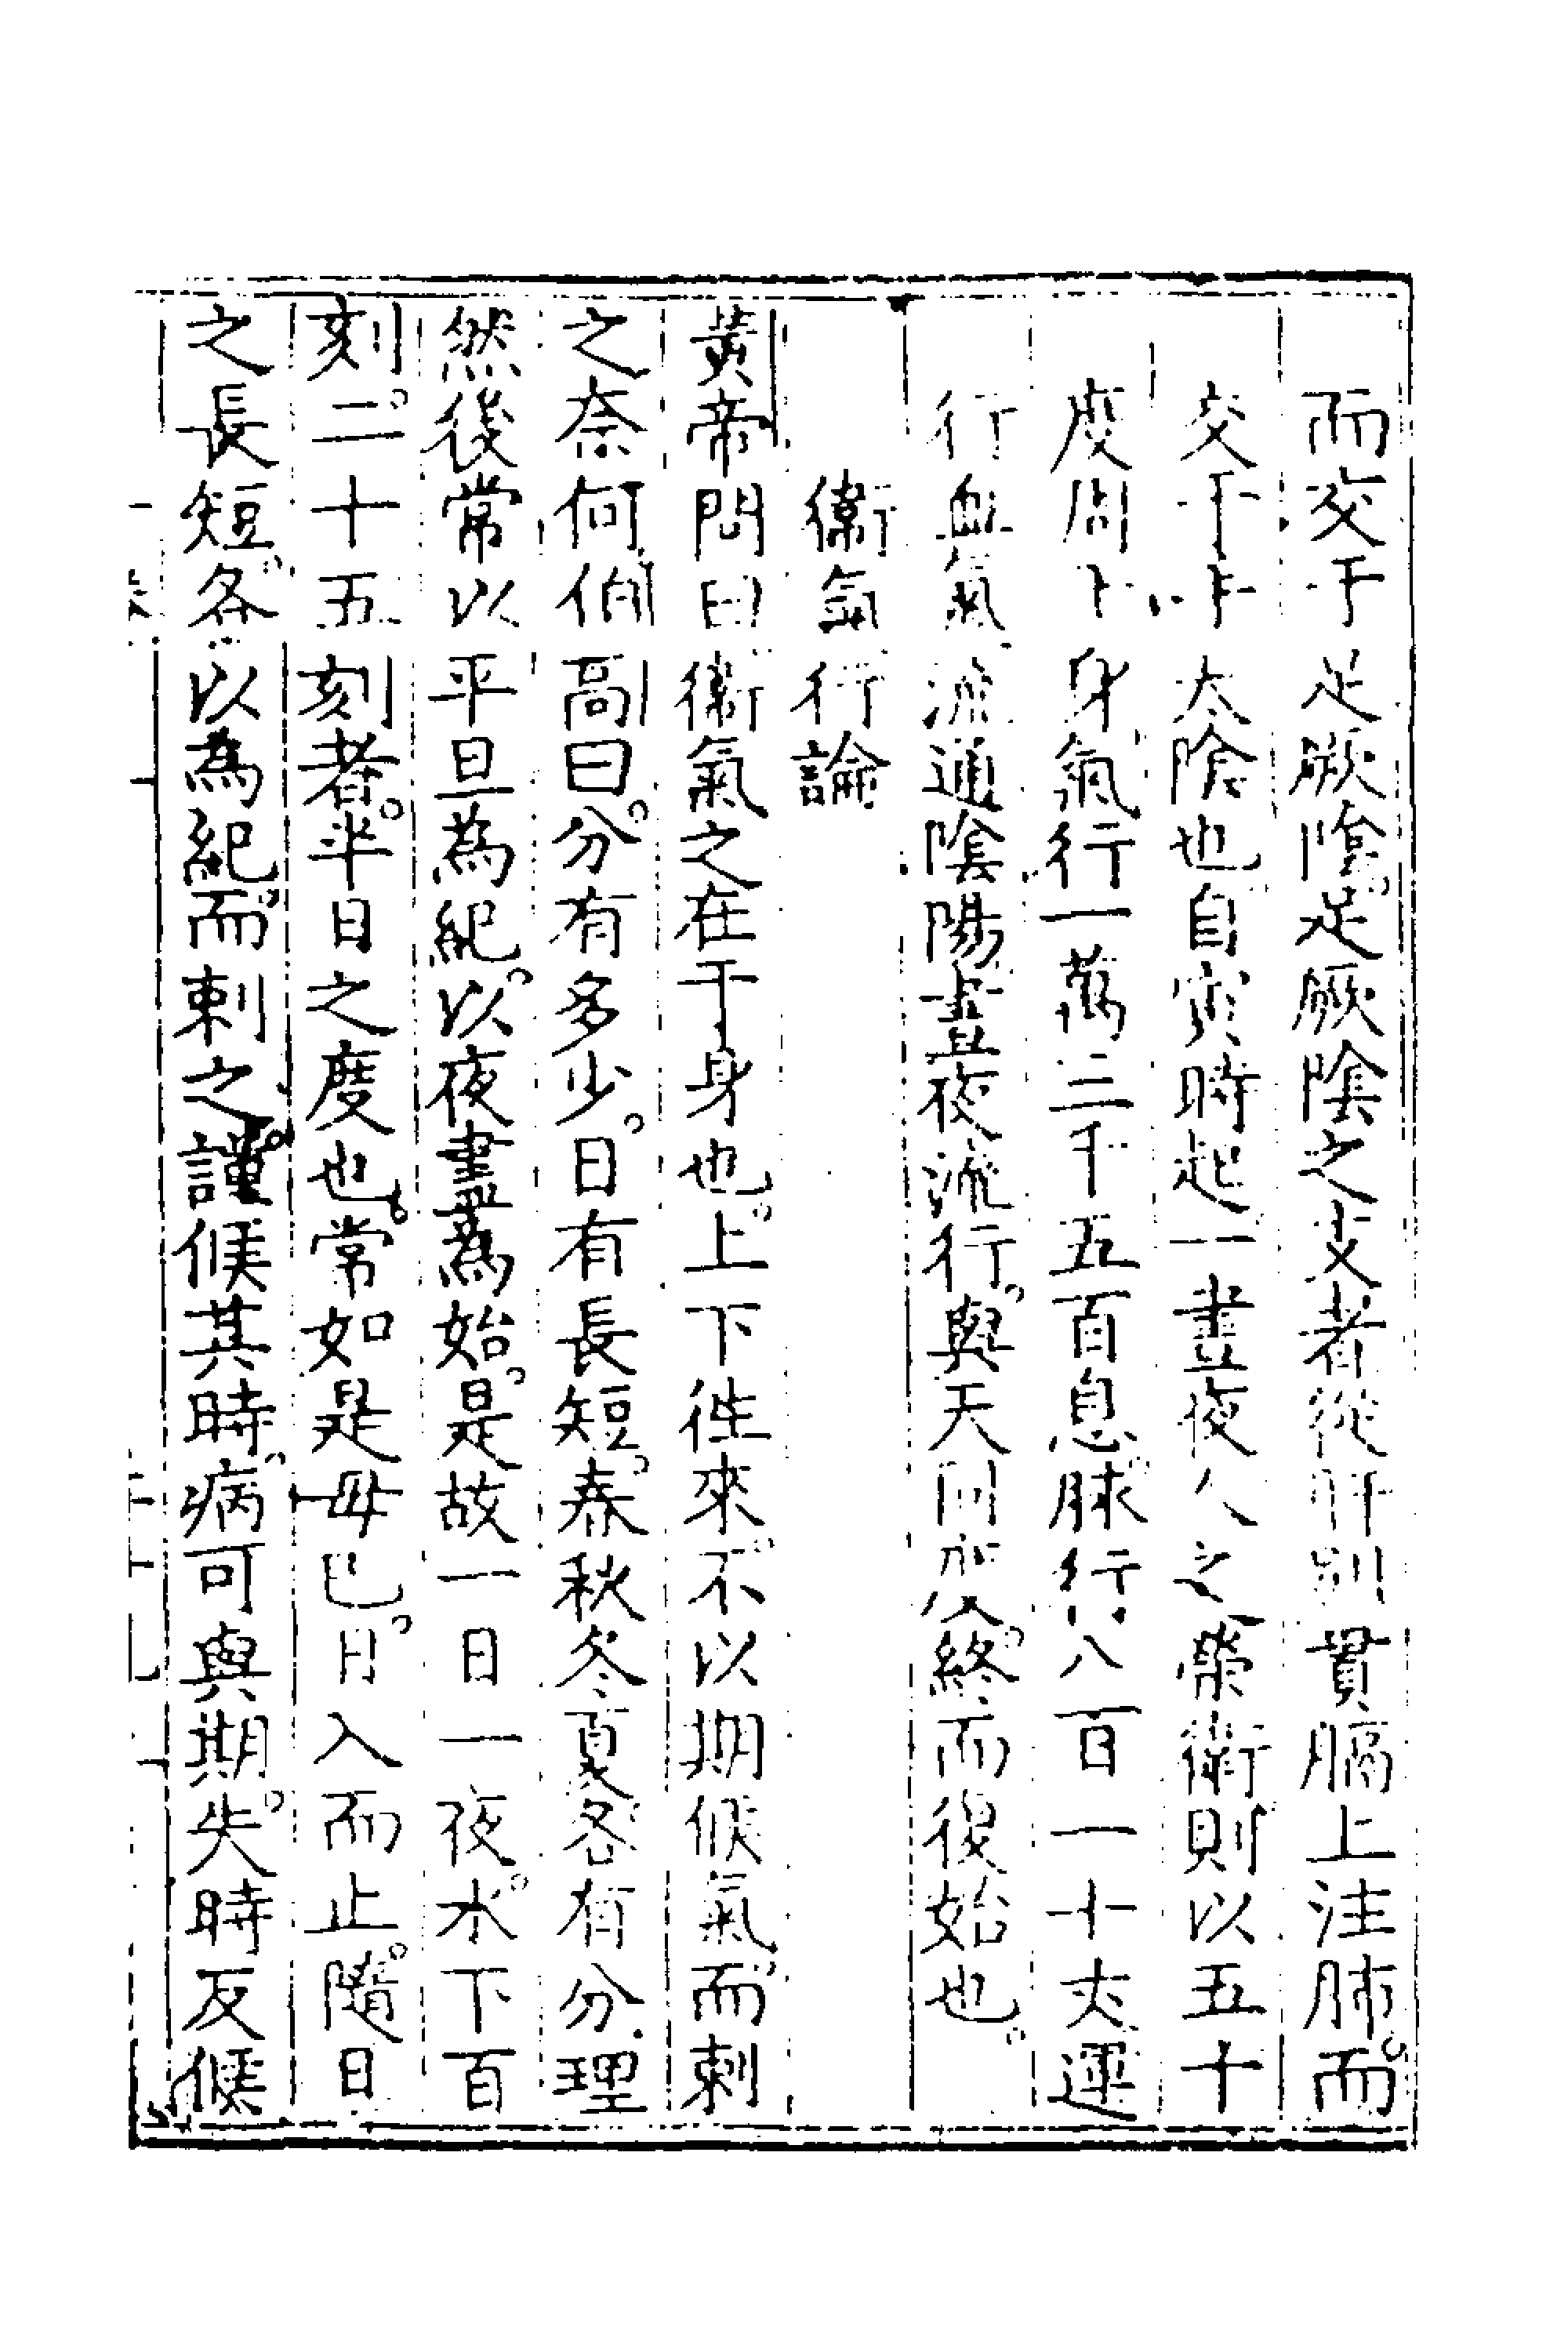 而交于足厥陰足厥陰之支者從肝別貫膈上注肺而
交于手太陰也自寅時起一晝夜人之榮衛則以五十
度周于身氣行一萬三千五百息脉行八百一十丈運
行血氣流通陰陽晝夜流行與天同度終而復始也
衛氣行論
黃帝問曰衛氣之在于身也上下徃來不以期候氣而刺
之奈何伯高曰分有多少日有長短春秋冬夏各有分理
然後常以平旦為紀以夜盡為始是故一日一夜水下百
刻二十五刻者半日之度也常如是毋已日入而止隨日
之長短各以為紀而刺之謹候其時病可與期失時反候